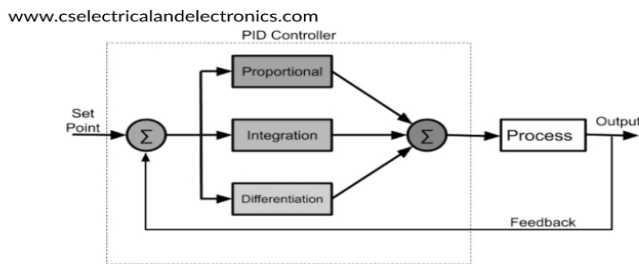 www.cselectricalandelectronics.com
PID Controller
Proportional
Set
Point
Σ
Integration
Σ
Process
Output
Differentiation
Feedback